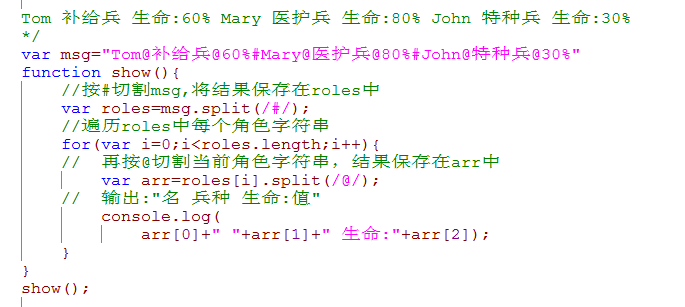 Tom 补给兵 生命:60% Mary 医护兵 生命:80% John 特种兵 生命:30%
*/
var msg="Tom@补给兵@60%#Mary@医护兵@80%#John@特种兵@30%"
function show(){
//按#切割msg,将结果保存在roles中
var roles=msg.split(/#/);
//遍历roles中每个角色字符串
for(var i=0;i<roles.length;i++){
// 再按@切割当前角色字符串，结果保存在arr中
var arr=roles[i].split(/@/);
// 输出:"名 兵种 生命:值"
console.log(
arr[0]+" "+arr[1]+" 生命:"+arr[2]);
}
}
show();